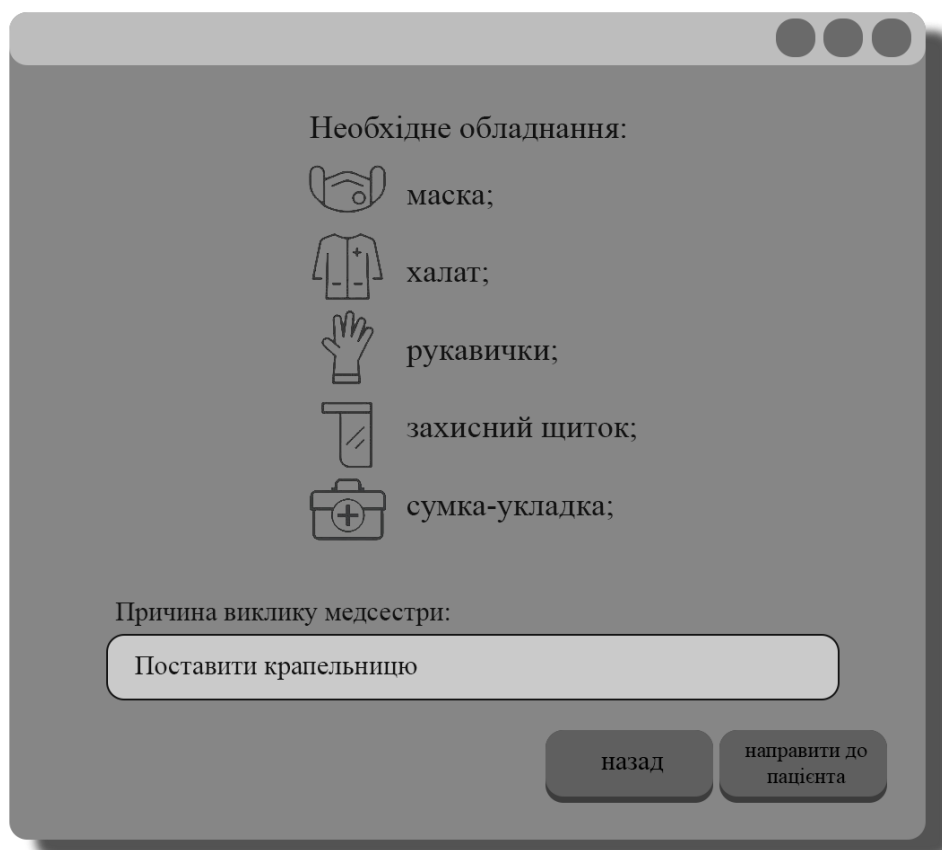 Необхідне обладнання:
маска;
халат;
рукавички;
захисний щиток;
сумка-укладка;
Причина виклику медсестри:
Поставити крапельницю
назад
направити до
пацієнта